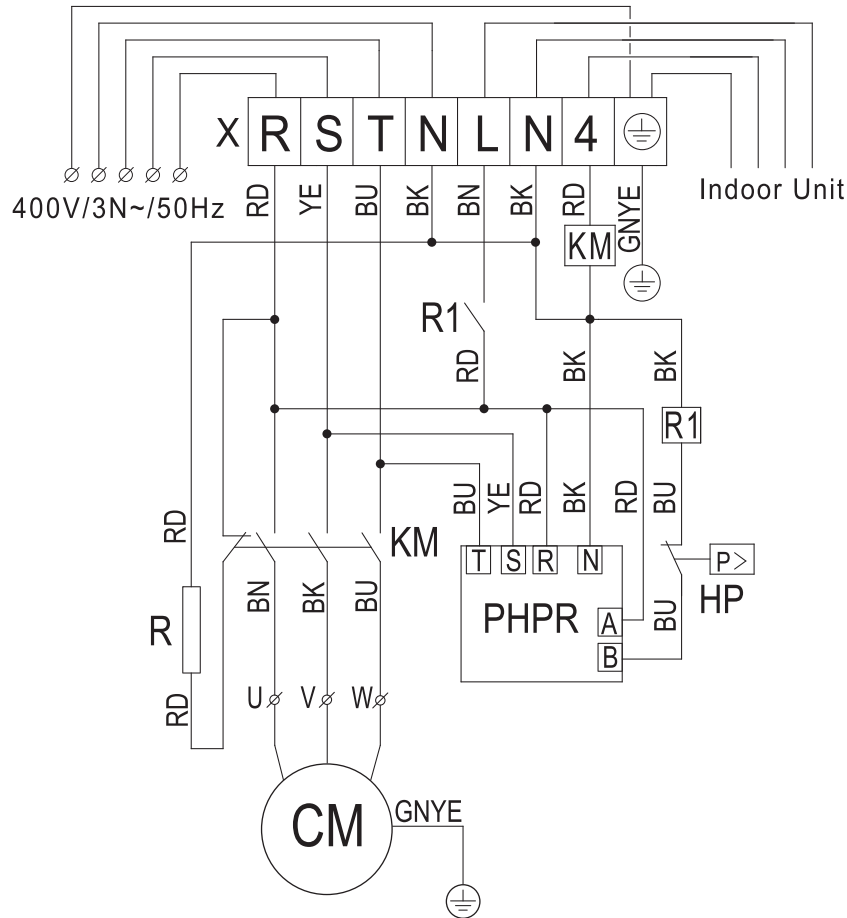 X R S T N L N 4
400V/3N~/50Hz
Indoor Unit
RD YE BU BK BN BK RD GNYE
KM
R1
RD BK BK
R1
RD BU YE RD BK RD BU
KM
T S R N
P>
HP
BN BK BU
PHPR
A
BU
R
B
RD
U V W
CM
GNYE